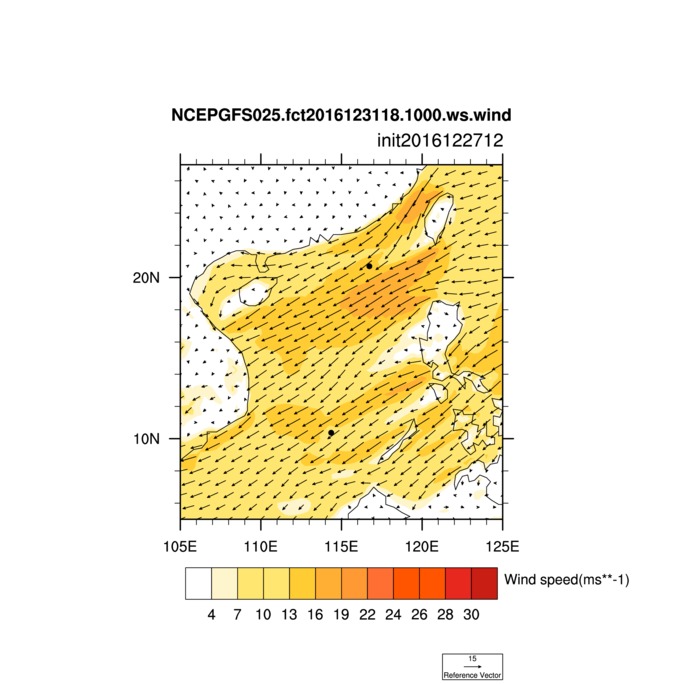 NCEPGFS025.fct2016123118.1000.ws.wind
init2016122712
20N
10N
105E 110E 115E 120E 125E
Wind speed(ms**-1)
4 7 10 13 16 19 22 24 26 28 30
15
Reference Vector